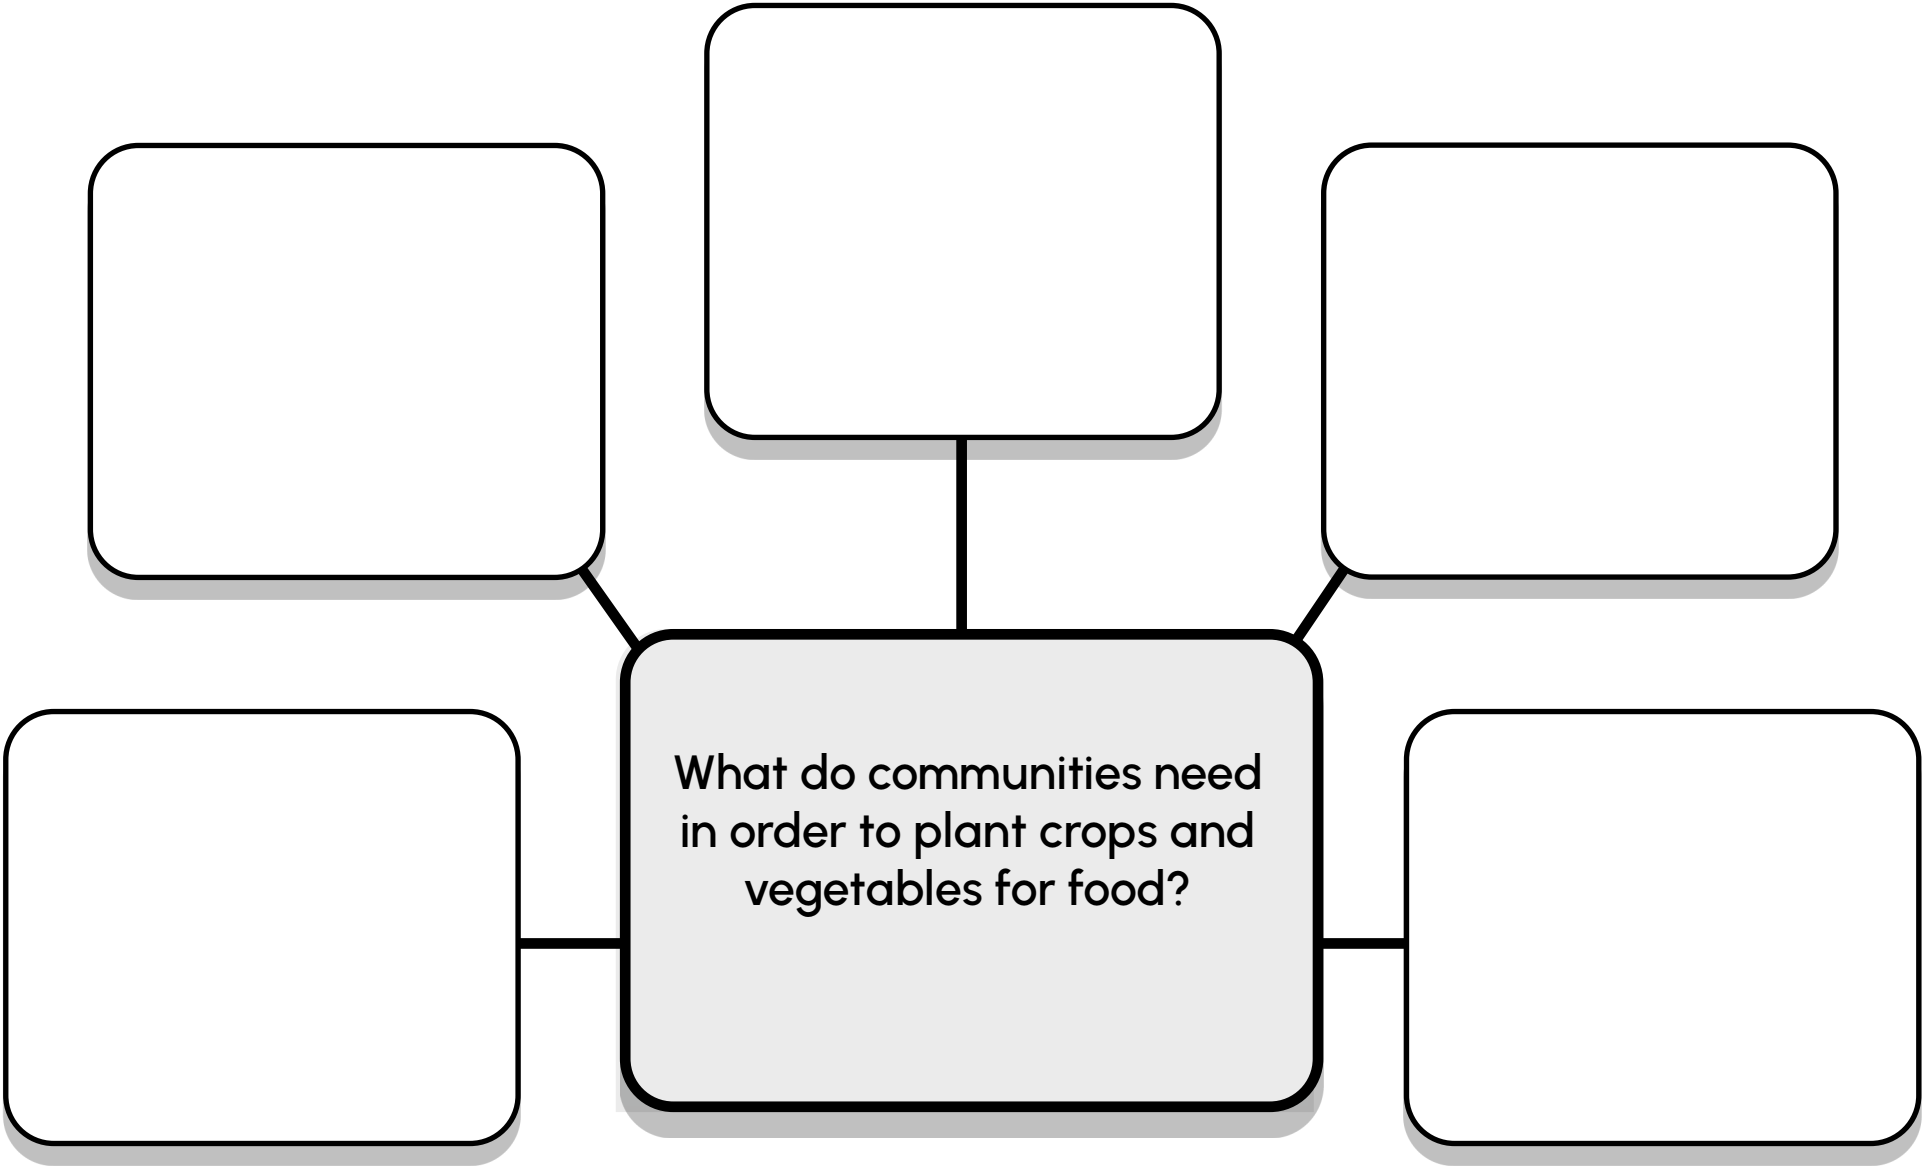 What do communities need
in order to plant crops and
vegetables for food?